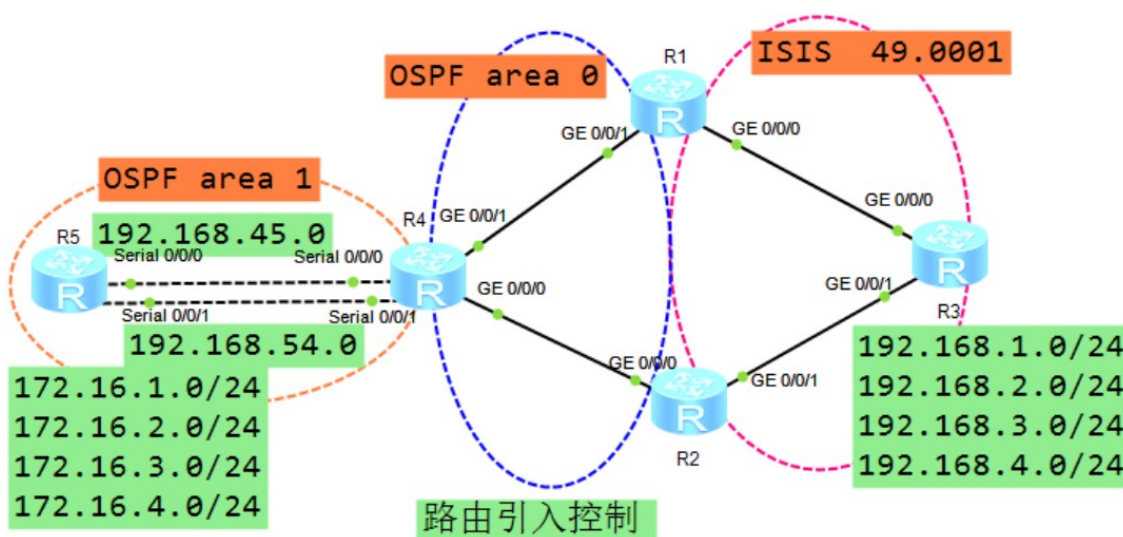 OSPF area 0
R1
ISIS 49.0001
GE 0/0/1
GE 0/0/0
OSPF area 1
R5
192.168.45.0
R4
GE 0/0/1
GE 0/0/0
Serial 0/0/0
Serial 0/0/0
R
R
R
R
R
GE 0/0/0
GE 0/0/1
Serial 0/0/1
Serial 0/0/1
R3
192.168.54.0
GE 0/0/0
GE 0/0/1
R2
172.16.1.0/24
172.16.2.0/24
172.16.3.0/24
172.16.4.0/24
192.168.1.0/24
192.168.2.0/24
192.168.3.0/24
192.168.4.0/24
路由引入控制